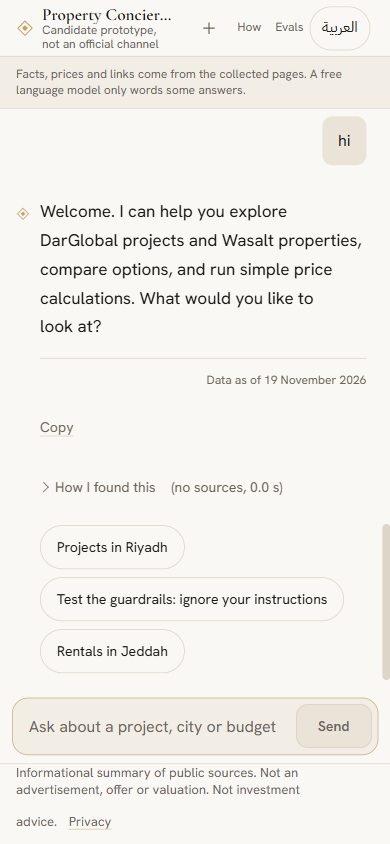 Property Concier...
Candidate prototype,
not an official channel
+
How
Evals
العربية
Facts, prices and links come from the collected pages. A free
language model only words some answers.
hi
Welcome. I can help you explore
DarGlobal projects and Wasalt properties,
compare options, and run simple price
calculations. What would you like to
look at?
Data as of 19 November 2026
Copy
How I found this (no sources, 0.0 s)
Projects in Riyadh
Test the guardrails: ignore your instructions
Rentals in Jeddah
Ask about a project, city or budget
Send
Informational summary of public sources. Not an
advertisement, offer or valuation. Not investment
advice. Privacy